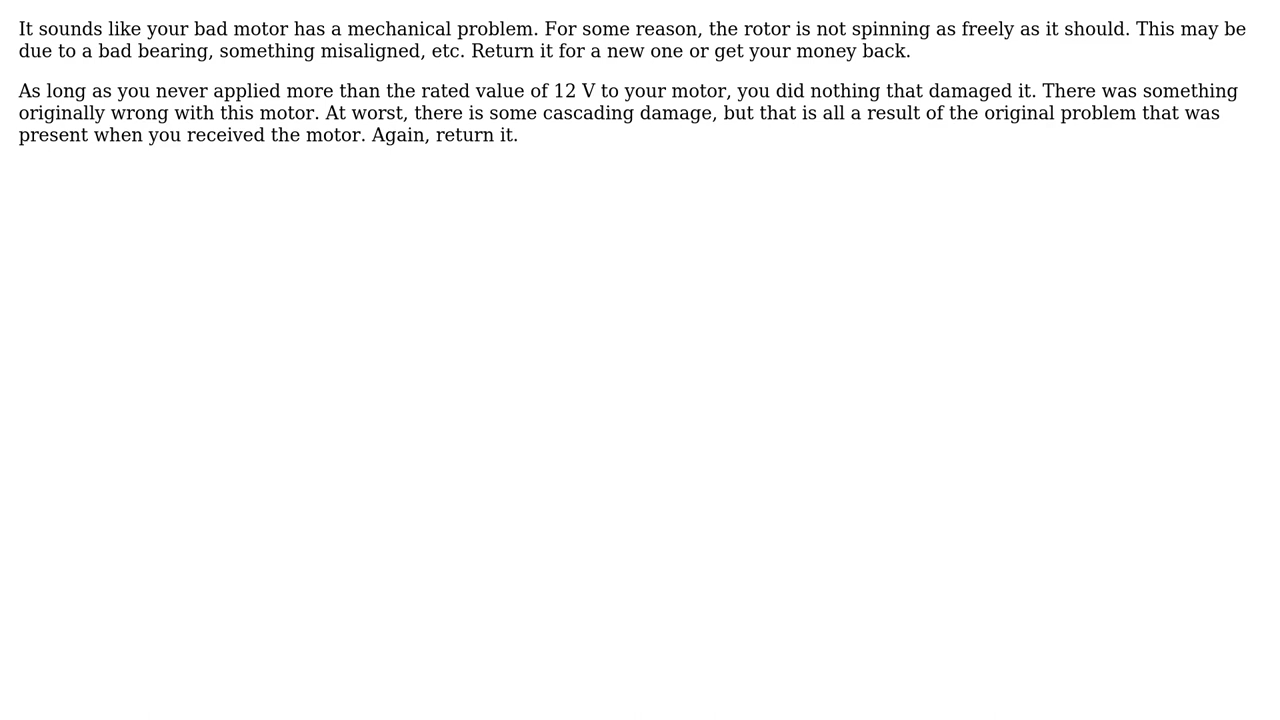 It sounds like your bad motor has a mechanical problem. For some reason, the rotor is not spinning as freely as it should. This may be
due to a bad bearing, something misaligned, etc. Return it for a new one or get your money back.
As long as you never applied more than the rated value of 12 V to your motor, you did nothing that damaged it. There was something
originally wrong with this motor. At worst, there is some cascading damage, but that is all a result of the original problem that was
present when you received the motor. Again, return it.